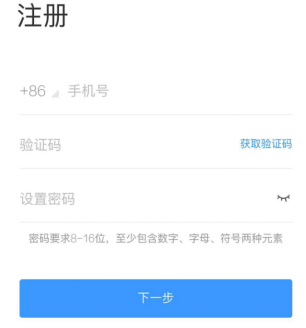 注册
+86 手机号
验证码 获取验证码
设置密码
密码要求8-16位，至少包含数字、字母、符号两种元素
下一步